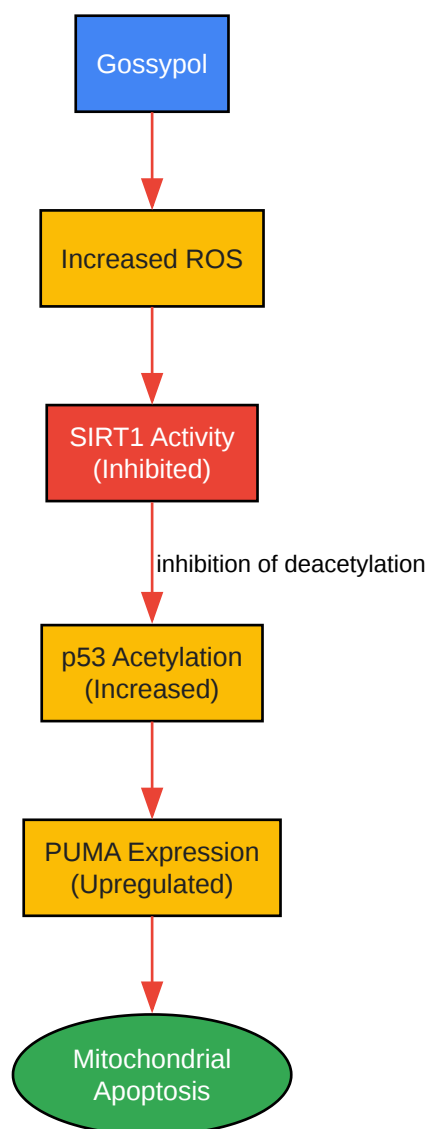 Gossypol
Increased ROS
SIRT1 Activity
(Inhibited)
inhibition of deacetylation
p53 Acetylation
(Increased)
PUMA Expression
(Upregulated)
Mitochondrial
Apoptosis